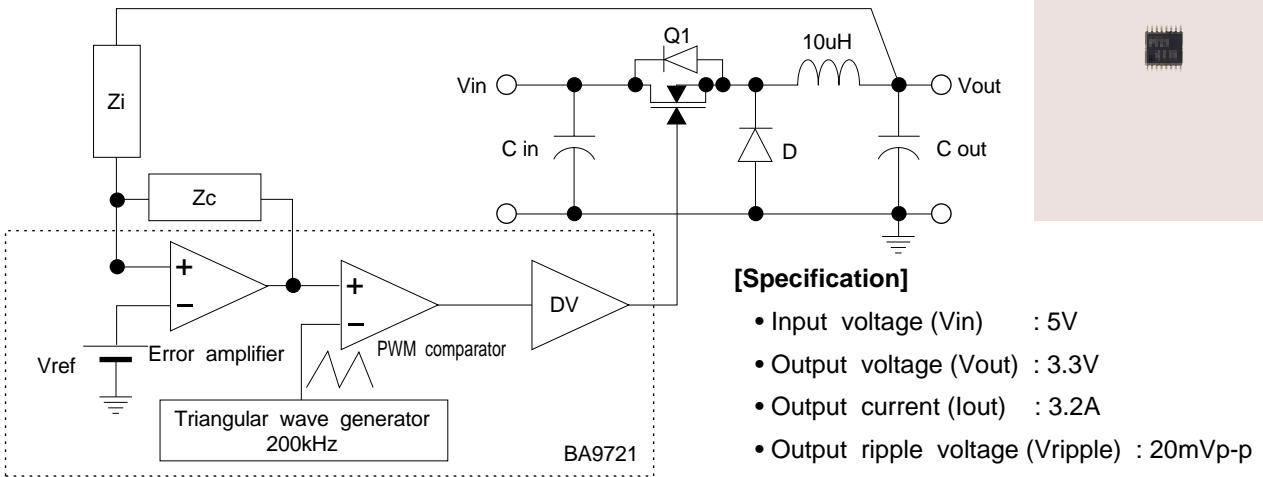 Q1
10uH
Vin
Vout
Zi
C in
D
C out
Zc
+
−
+
−
DV
Vref
Error amplifier
PWM comparator
Triangular wave generator
200kHz
BA9721
[Specification]
• Input voltage (Vin) : 5V
• Output voltage (Vout) : 3.3V
• Output current (Iout) : 3.2A
• Output ripple voltage (Vripple) : 20mVp-p